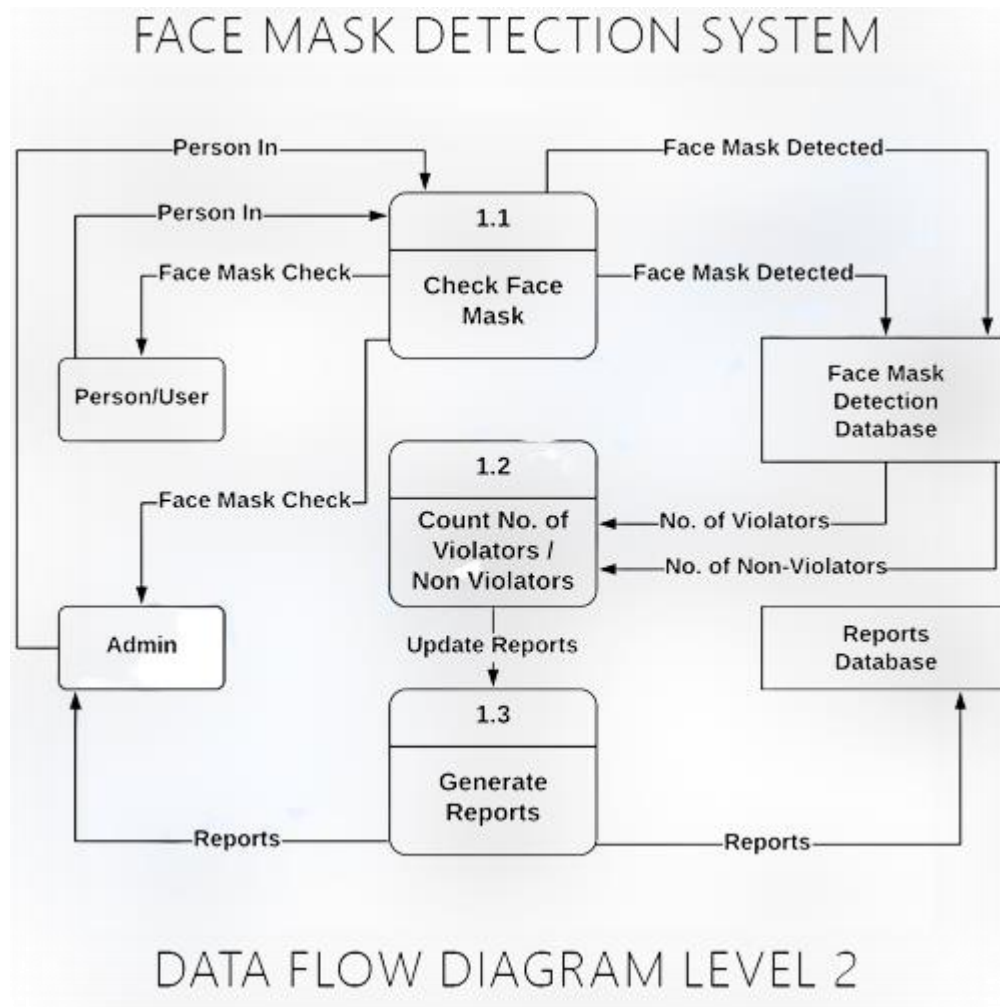 FACE MASK DETECTION SYSTEM
Person In
Face Mask Detected
Person In
1.1
Face Mask Check
Check Face
Mask
Face Mask Detected
Person/User
Face Mask
Detection
Database
1.2
Face Mask Check
Count No. of
Violators /
Non Violators
No. of Violators
No. of Non-Violators
Admin
Update Reports
Reports
Database
1.3
Generate
Reports
Reports
Reports
DATA FLOW DIAGRAM LEVEL 2